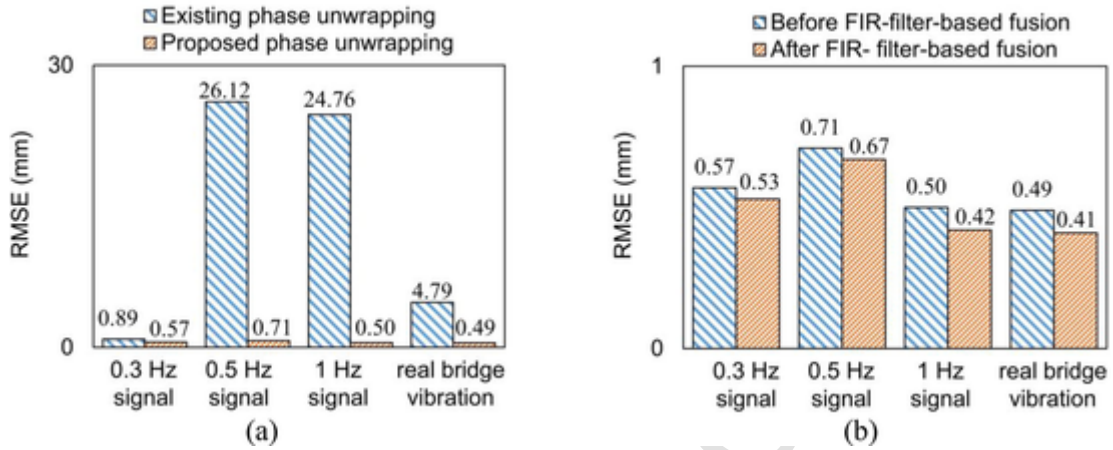 Existing phase unwrapping
Proposed phase unwrapping
30
RMSE (mm)
0
0.89
0.57
26.12
0.71
24.76
0.50
4.79
0.49
0.3 Hz
signal
0.5 Hz
signal
1 Hz
signal
real bridge
vibration
(a)
Before FIR-filter-based fusion
After FIR- filter-based fusion
1
RMSE (mm)
0
0.57
0.53
0.71
0.67
0.50
0.42
0.49
0.41
0.3 Hz
signal
0.5 Hz
signal
1 Hz
signal
real bridge
vibration
(b)